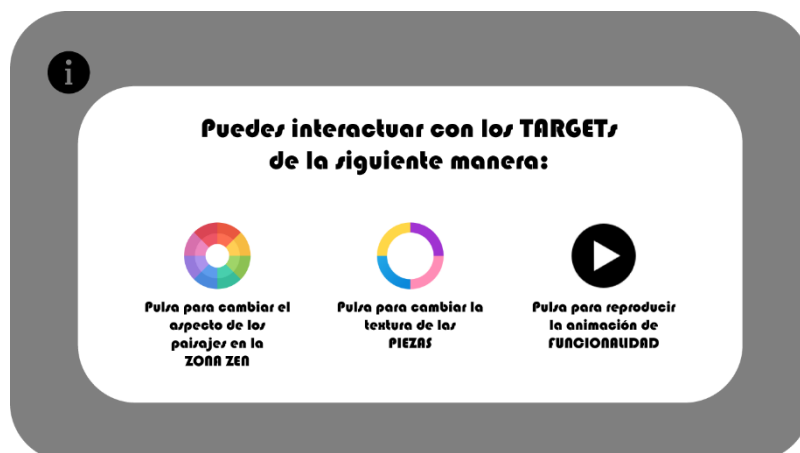 i
Puedes interactuar con los TARGETs
de la siguiente manera:
Pulsa para cambiar el
aspecto de los
paisajes en la
ZONA ZEN
Pulsa para cambiar la
textura de las
PIEZAS
Pulsa para reproducir
la animación de
FUNCIONALIDAD